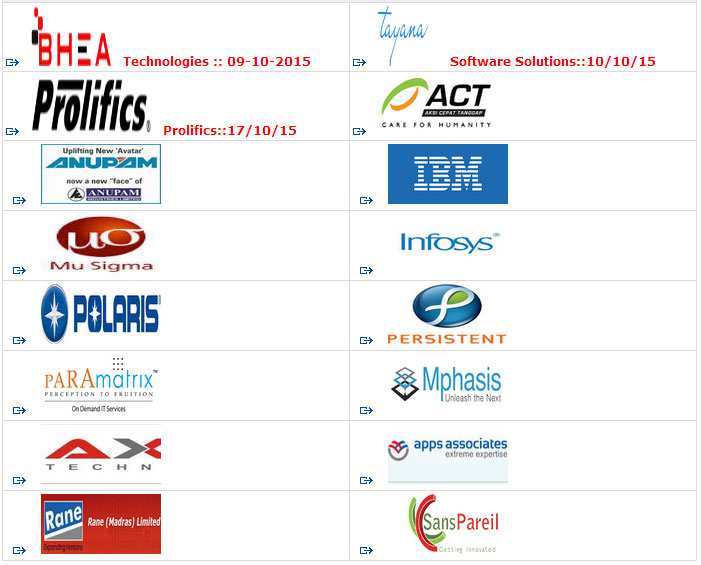 BHEA Technologies :: 09-10-2015
tayana Software Solutions::10/10/15
Prolifics® Prolifics::17/10/15
ACT
AKSI CEPAT TANGGAP
CARE FOR HUMANITY
Uplifting New 'Avatar'
ANUPAM
now a new "face" of
ANUPAM
INDUSTRIES LIMITED
IBM
µσ
Mu Sigma
Infosys®
POLARIS
PERSISTENT
PARAmatrix™
PERCEPTION TO FRUITION
On Demand IT Services
Mphasis
Unleash the Next
AX
TECHN
apps associates
extreme expertise
Rane
Rane (Madras) Limited
Expanding Horizons
SansPareil
Getting Innovated